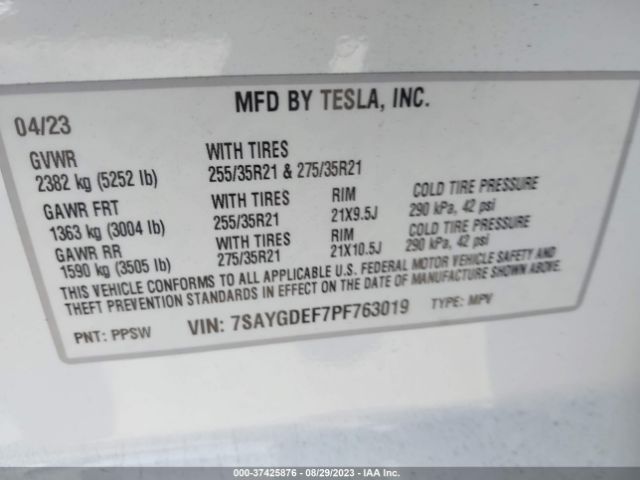 MFD BY TESLA, INC.
04/23
GVWR WITH TIRES
2382 kg (5252 lb) 255/35R21 & 275/35R21
GAWR FRT WITH TIRES RIM COLD TIRE PRESSURE
1363 kg (3004 lb) 255/35R21 21X9.5J 290 kPa, 42 psi
GAWR RR WITH TIRES RIM COLD TIRE PRESSURE
1590 kg (3505 lb) 275/35R21 21X10.5J 290 kPa, 42 psi
THIS VEHICLE CONFORMS TO ALL APPLICABLE U.S. FEDERAL MOTOR VEHICLE SAFETY AND
THEFT PREVENTION STANDARDS IN EFFECT ON THE DATE OF MANUFACTURE SHOWN ABOVE.
PNT: PPSW VIN: 7SAYGDEF7PF763019 TYPE: MPV
000-37425876 - 08/29/2023 - IAA Inc.